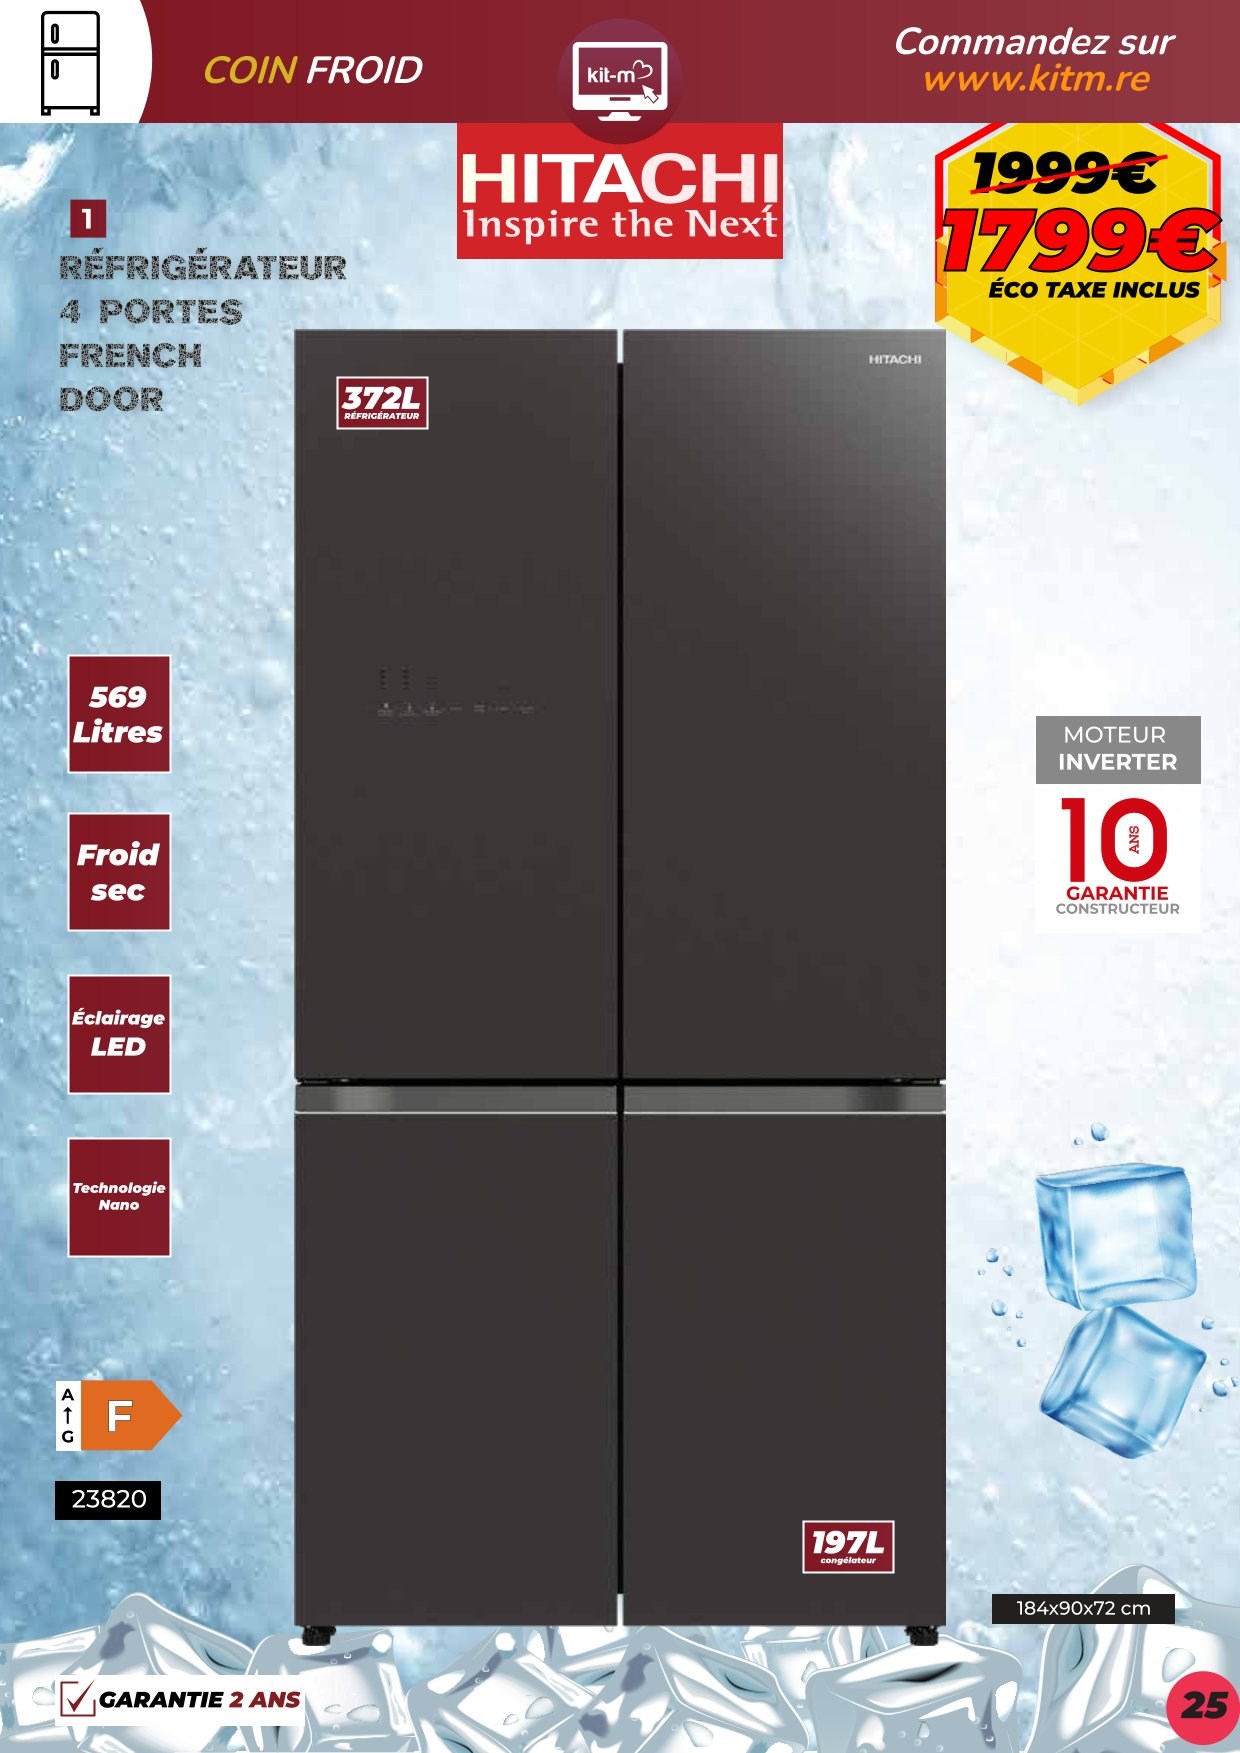 COIN FROID
kit-m
Commandez sur
www.kitm.re
HITACHI
Inspire the Next
1999€
1799€
ÉCO TAXE INCLUS
1
RÉFRIGÉRATEUR
4 PORTES
FRENCH
DOOR
HITACHI
372L
RÉFRIGÉRATEUR
569
Litres
Froid
sec
Éclairage
LED
Technologie
Nano
MOTEUR
INVERTER
10
ANS
GARANTIE
CONSTRUCTEUR
A
↑
G
F
23820
197L
congélateur
184x90x72 cm
GARANTIE 2 ANS
25